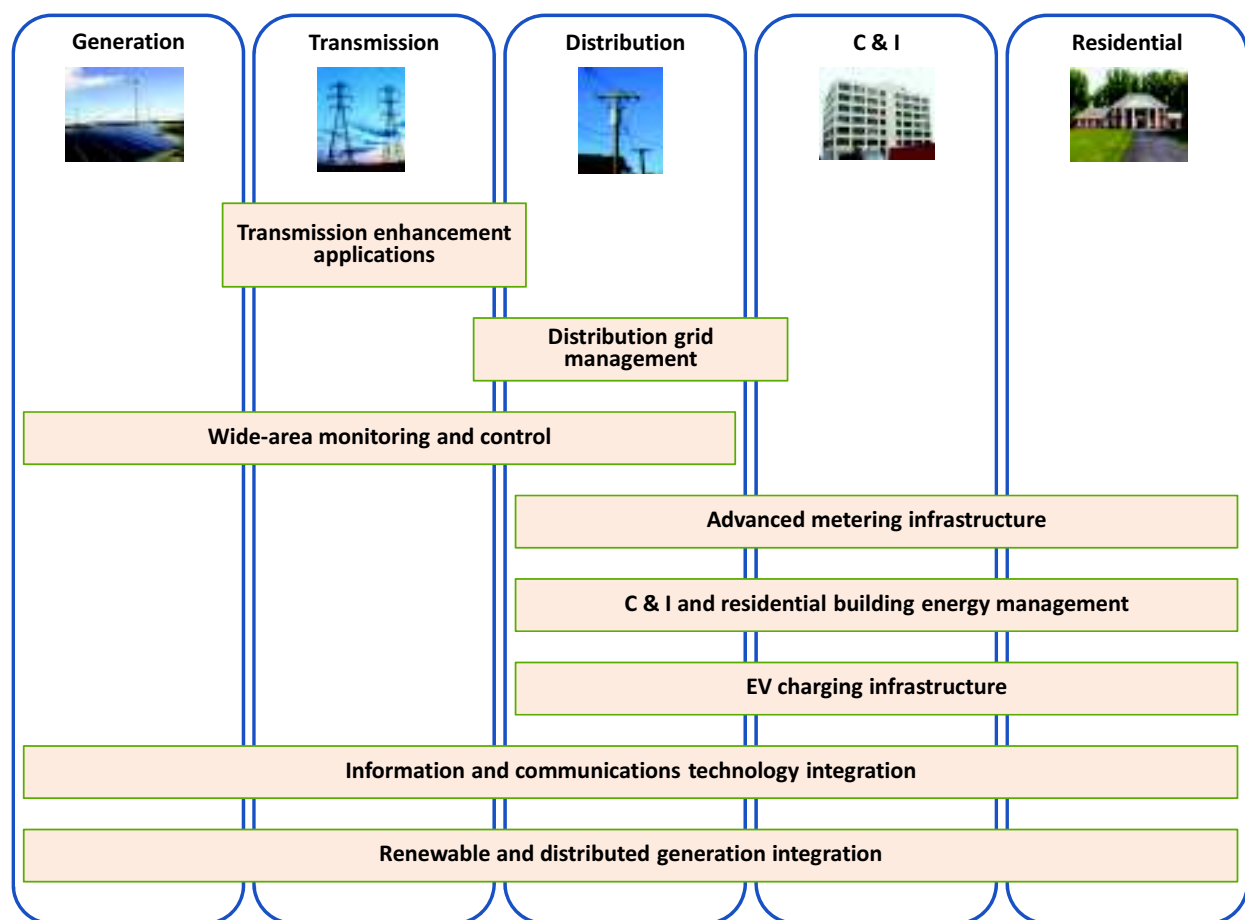 Generation
Transmission
Distribution
C & I
Residential
Transmission enhancement
applications
Distribution grid
management
Wide-area monitoring and control
Advanced metering infrastructure
C & I and residential building energy management
EV charging infrastructure
Information and communications technology integration
Renewable and distributed generation integration